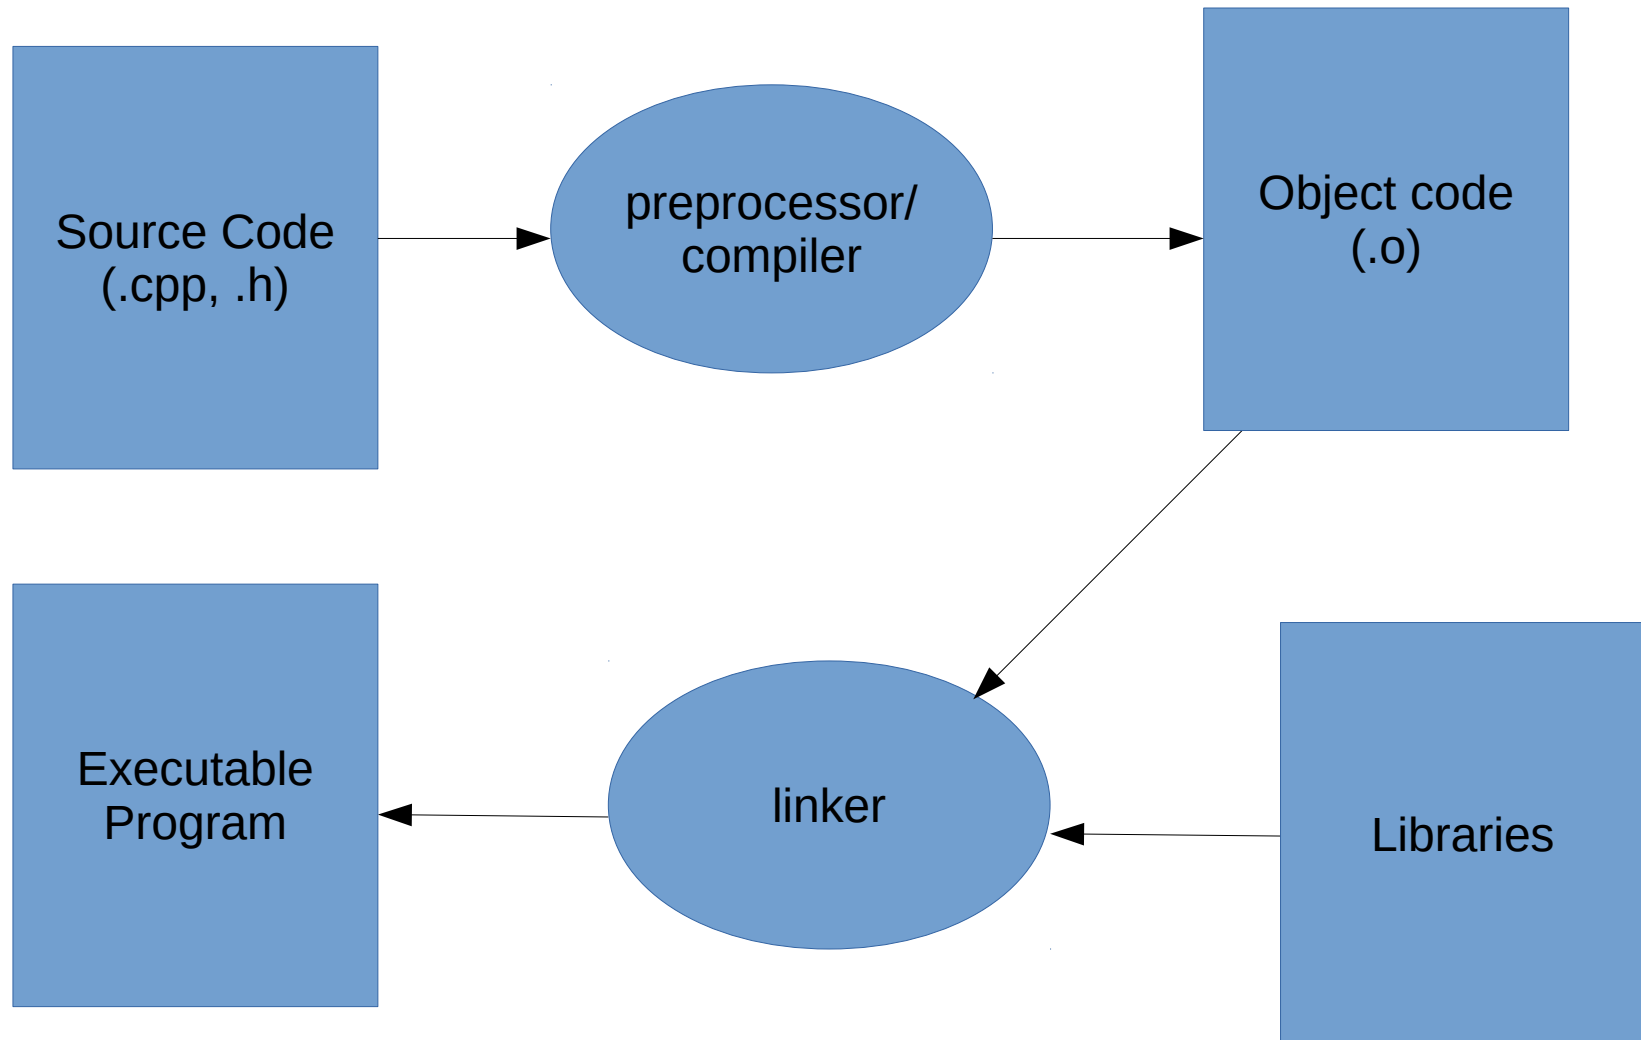 Source Code
(.cpp, .h)
preprocessor/
compiler
Object code
(.o)
Executable
Program
linker
Libraries